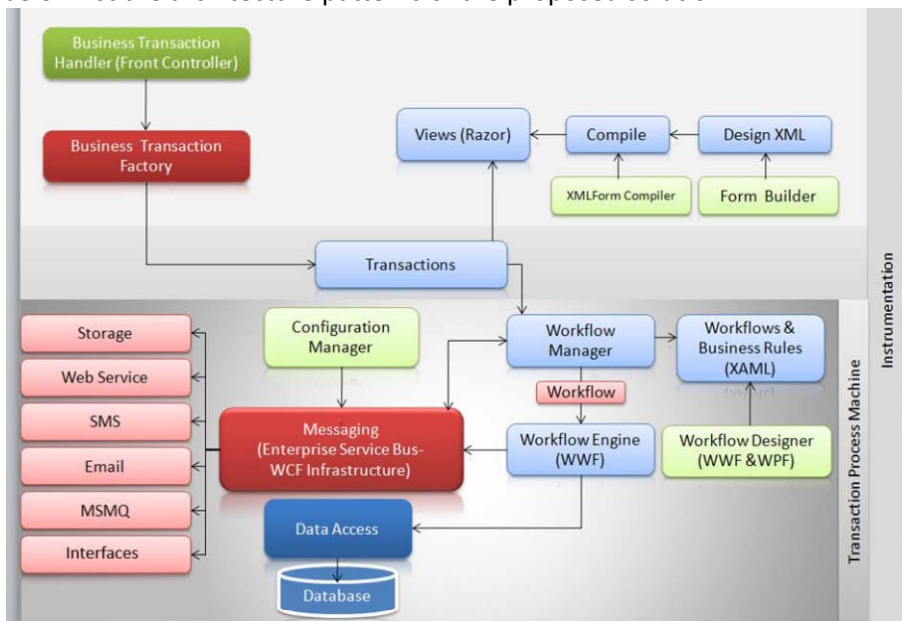 Business Transaction
Handler (Front Controller)
Business Transaction
Factory
Views (Razor)
Compile
Design XML
XMLForm Compiler
Form Builder
Transactions
Storage
Web Service
SMS
Email
MSMQ
Interfaces
Configuration
Manager
Messaging
(Enterprise Service Bus-
WCF Infrastructure)
Data Access
Database
Workflow
Manager
Workflow
Workflow Engine
(WWF)
Workflows &
Business Rules
(XAML)
Workflow Designer
(WWF &WPF)
Transaction Process Machine
Instrumentation